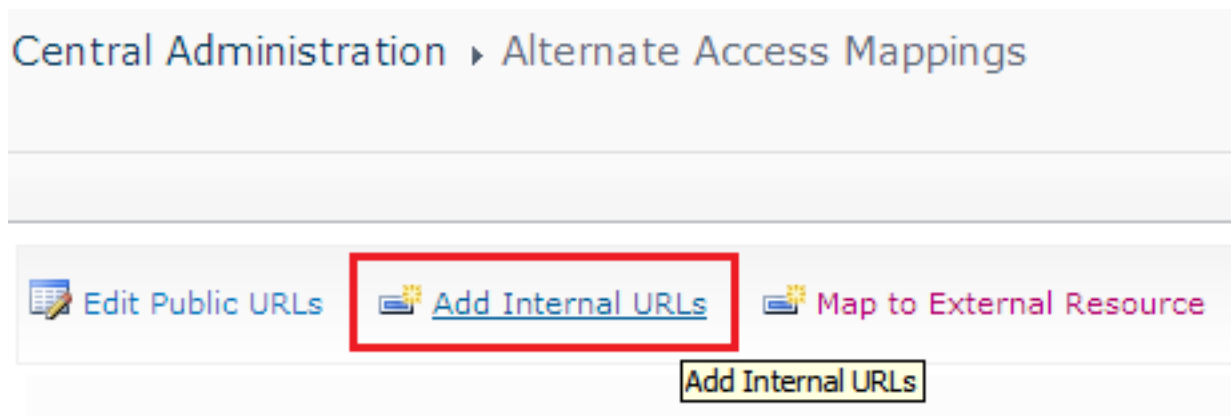 Central Administration ▸ Alternate Access Mappings
Edit Public URLs Add Internal URLs Map to External Resource
Add Internal URLs